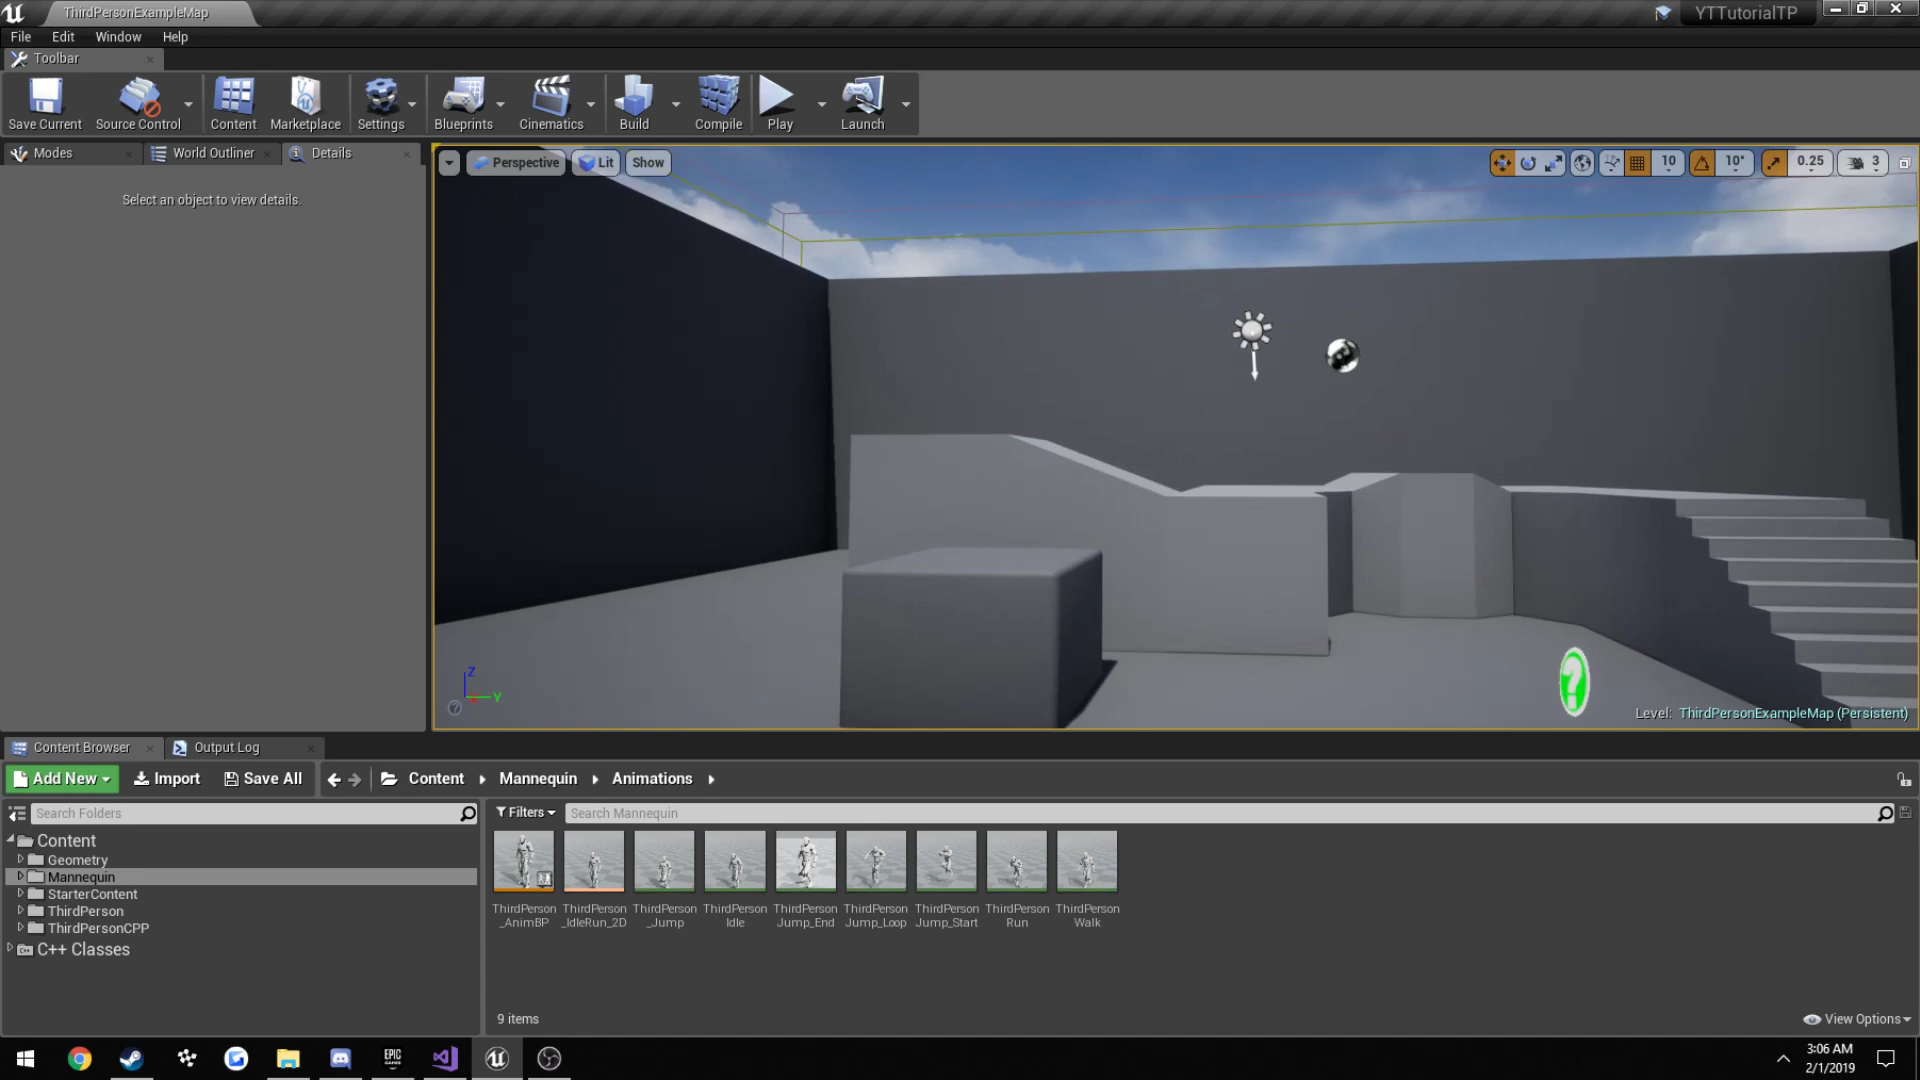 ThirdPersonExampleMap
YTTutorialTP
File Edit Window Help
Toolbar
Save Current Source Control Content Marketplace Settings Blueprints Cinematics Build Compile Play Launch
Modes World Outliner Details
Select an object to view details.
Perspective Lit Show
10 10° 0.25 3
Z
Y
?
Level: ThirdPersonExampleMap (Persistent)
Content Browser Output Log
Add New Import Save All Content Mannequin Animations
Search Folders
Filters Search Mannequin
Content
Geometry
Mannequin
StarterContent
ThirdPerson
ThirdPersonCPP
C++ Classes
ThirdPerson
_AnimBP
ThirdPerson
_IdleRun_2D
ThirdPerson
_Jump
ThirdPerson
Idle
ThirdPerson
Jump_End
ThirdPerson
Jump_Loop
ThirdPerson
Jump_Start
ThirdPerson
Run
ThirdPerson
Walk
9 items
View Options
EPIC
GAMES
3:06 AM
2/1/2019